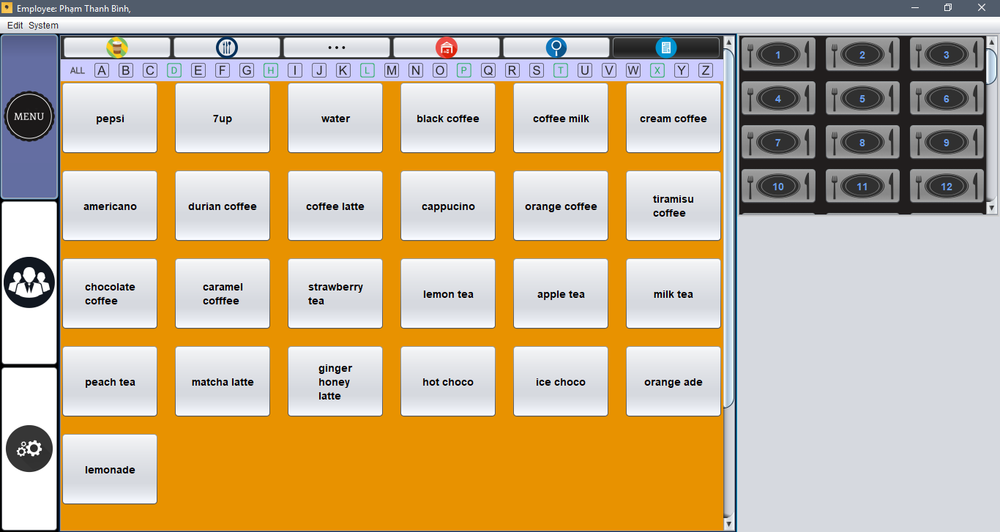 Employee: Phạm Thanh Bình,
Edit System
MENU
ALL A B C D E F G H I J K L M N O P Q R S T U V W X Y Z
pepsi
7up
water
black coffee
coffee milk
cream coffee
americano
durian coffee
coffee latte
cappucino
orange coffee
tiramisu
coffee
chocolate
coffee
caramel
cofffee
strawberry
tea
lemon tea
apple tea
milk tea
peach tea
matcha latte
ginger
honey
latte
hot choco
ice choco
orange ade
lemonade
1 2 3
4 5 6
7 8 9
10 11 12